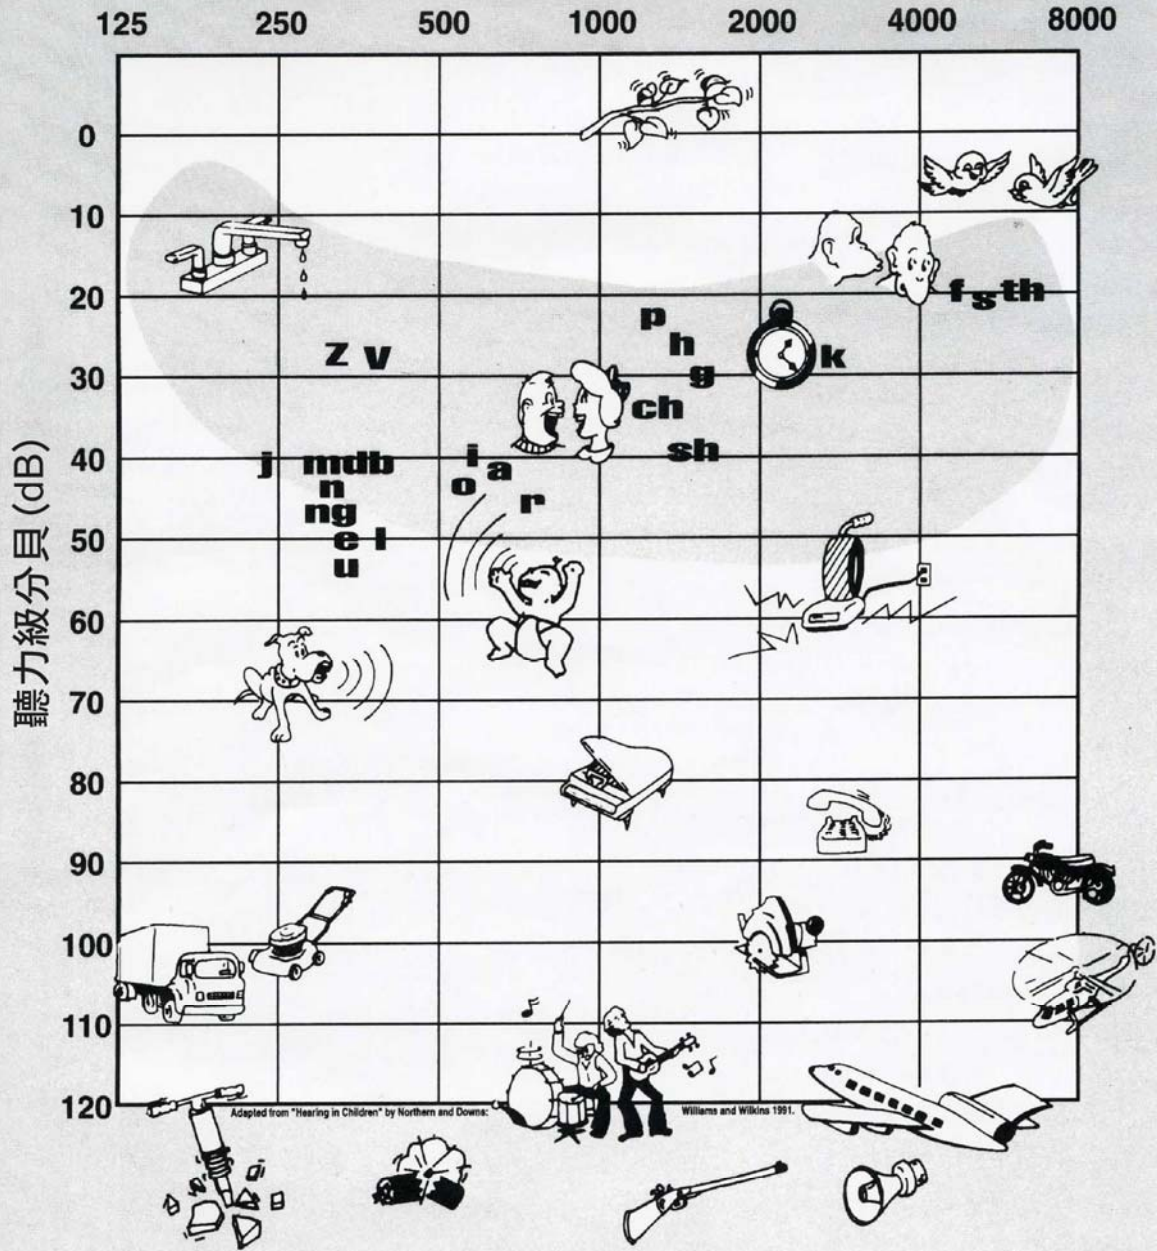 125 250 500 1000 2000 4000 8000
0
10
20
f s th
p
h
z v
k
30
g
ch
sh
40
j mdb i a
n o
ng r
50
e l
u
60
70
80
90
100
110
120
聽力級分貝(dB)
Adapted from "Hearing in Children" by Northern and Downs: Williams and Wilkins 1991.